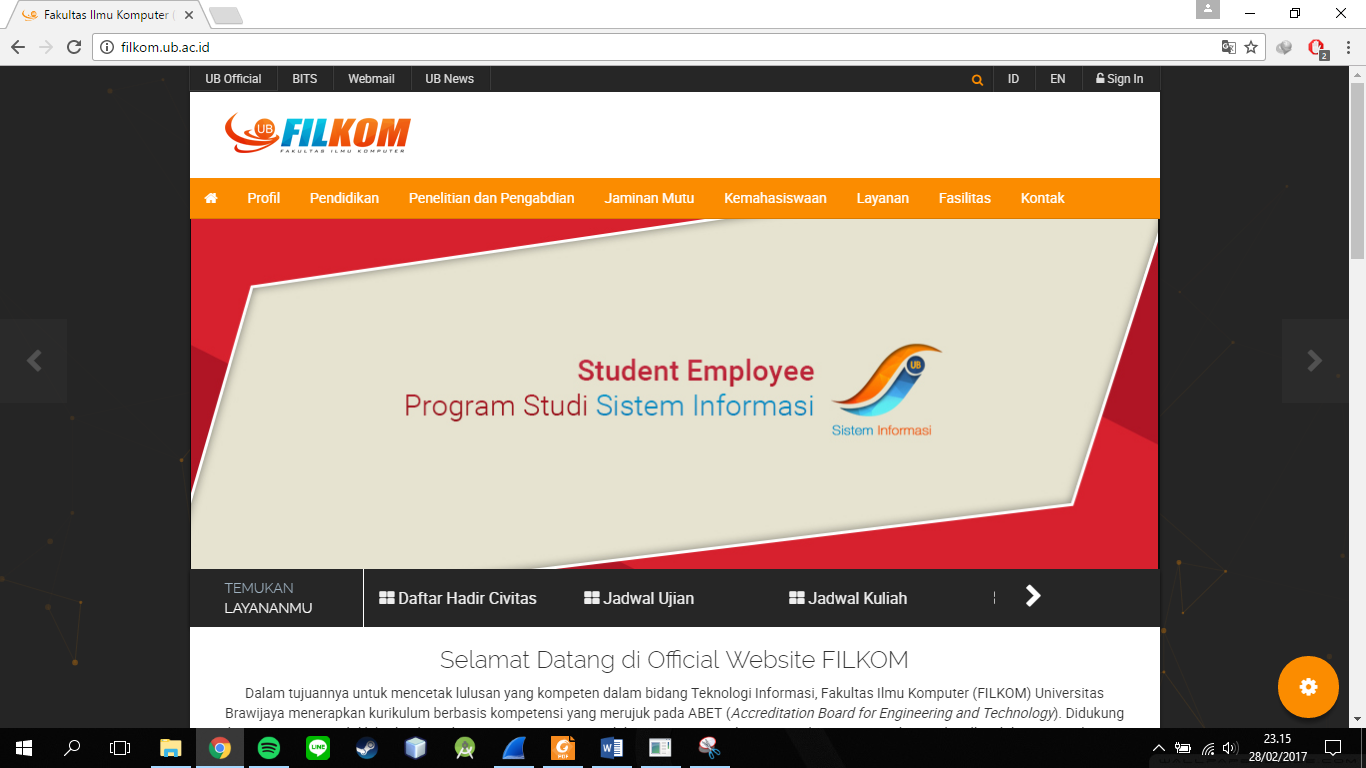 Fakultas Ilmu Komputer
filkom.ub.ac.id
2
UB Official BITS Webmail UB News ID EN Sign In
UB FILKOM
FAKULTAS ILMU KOMPUTER
Profil Pendidikan Penelitian dan Pengabdian Jaminan Mutu Kemahasiswaan Layanan Fasilitas Kontak
Student Employee
Program Studi Sistem Informasi
UB
Sistem Informasi
TEMUKAN
LAYANANMU
Daftar Hadir Civitas Jadwal Ujian Jadwal Kuliah
Selamat Datang di Official Website FILKOM
Dalam tujuannya untuk mencetak lulusan yang kompeten dalam bidang Teknologi Informasi, Fakultas Ilmu Komputer (FILKOM) Universitas
Brawijaya menerapkan kurikulum berbasis kompetensi yang merujuk pada ABET (Accreditation Board for Engineering and Technology). Didukung
LINE
PDF
W
23.15
28/02/2017